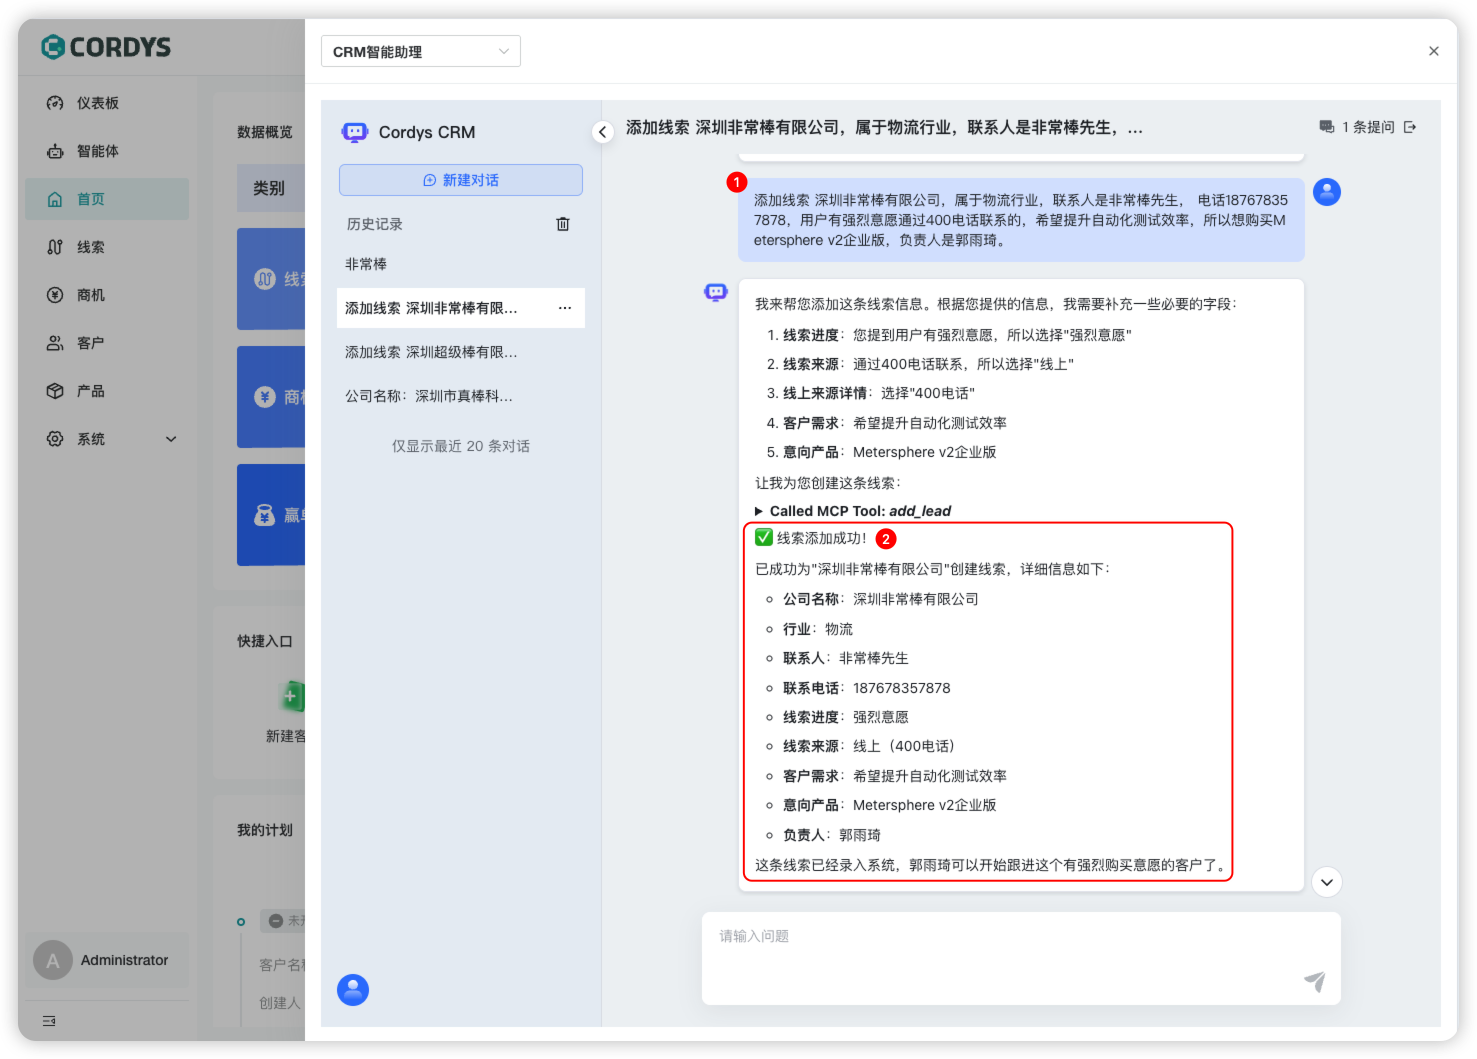 CORDYS
仪表板
智能体
首页
线索
商机
客户
产品
系统
A Administrator
数据概览
类别
快捷入口
我的计划
客户名
创建人
CRM智能助理
Cordys CRM
新建对话
历史记录
非常棒
添加线索 深圳非常棒有限...
添加线索 深圳超级棒有限...
公司名称：深圳市真棒科...
仅显示最近 20 条对话
添加线索 深圳非常棒有限公司，属于物流行业，联系人是非常棒先生，...
1 条提问
1
添加线索 深圳非常棒有限公司，属于物流行业，联系人是非常棒先生， 电话18767835
7878，用户有强烈意愿通过400电话联系的，希望提升自动化测试效率，所以想购买M
etersphere v2企业版，负责人是郭雨琦。
我来帮您添加这条线索信息。根据您提供的信息，我需要补充一些必要的字段：
1. 线索进度：您提到用户有强烈意愿，所以选择"强烈意愿"
2. 线索来源：通过400电话联系，所以选择"线上"
3. 线上来源详情：选择"400电话"
4. 客户需求：希望提升自动化测试效率
5. 意向产品：Metersphere v2企业版
让我为您创建这条线索：
Called MCP Tool: add_lead
线索添加成功！ 2
已成功为"深圳非常棒有限公司"创建线索，详细信息如下：
公司名称：深圳非常棒有限公司
行业：物流
联系人：非常棒先生
联系电话：187678357878
线索进度：强烈意愿
线索来源：线上（400电话）
客户需求：希望提升自动化测试效率
意向产品：Metersphere v2企业版
负责人：郭雨琦
这条线索已经录入系统，郭雨琦可以开始跟进这个有强烈购买意愿的客户了。
请输入问题